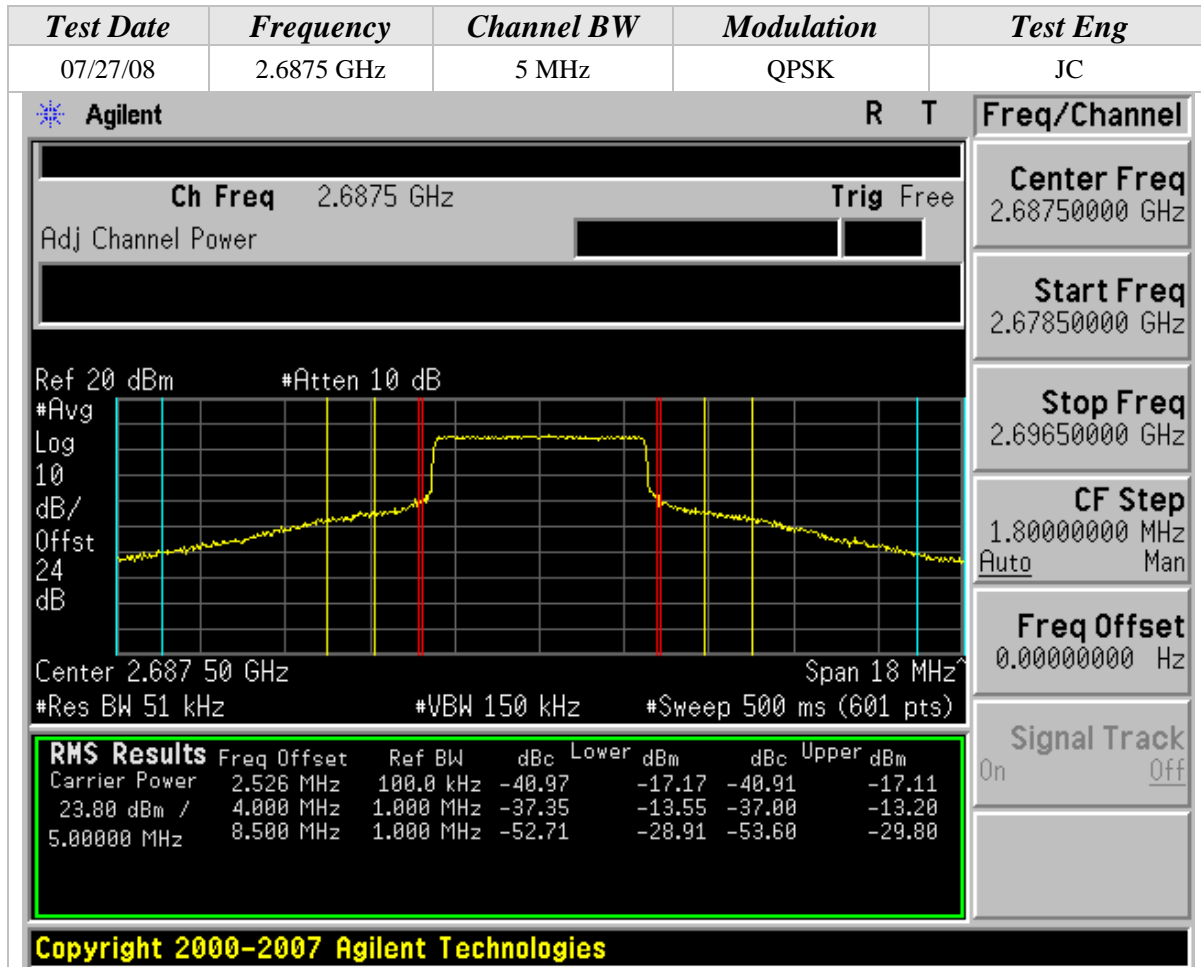 Test Date Frequency Channel BW Modulation Test Eng
07/27/08 2.6875 GHz 5 MHz QPSK JC
Agilent R T Freq/Channel
Ch Freq 2.6875 GHz Trig Free
Adj Channel Power
Center Freq
2.68750000 GHz
Start Freq
2.67850000 GHz
Stop Freq
2.69650000 GHz
CF Step
1.80000000 MHz
Auto Man
Freq Offset
0.00000000 Hz
Signal Track
On Off
Ref 20 dBm #Atten 10 dB
#Avg
Log
10
dB/
Offst
24
dB
Center 2.687 50 GHz Span 18 MHz^
#Res BW 51 kHz #VBW 150 kHz #Sweep 500 ms (601 pts)
RMS Results Freq Offset Ref BW dBc Lower dBm dBc Upper dBm
Carrier Power 2.526 MHz 100.0 kHz -40.97 -17.17 -40.91 -17.11
23.80 dBm / 4.000 MHz 1.000 MHz -37.35 -13.55 -37.00 -13.20
5.00000 MHz 8.500 MHz 1.000 MHz -52.71 -28.91 -53.60 -29.80
Copyright 2000-2007 Agilent Technologies